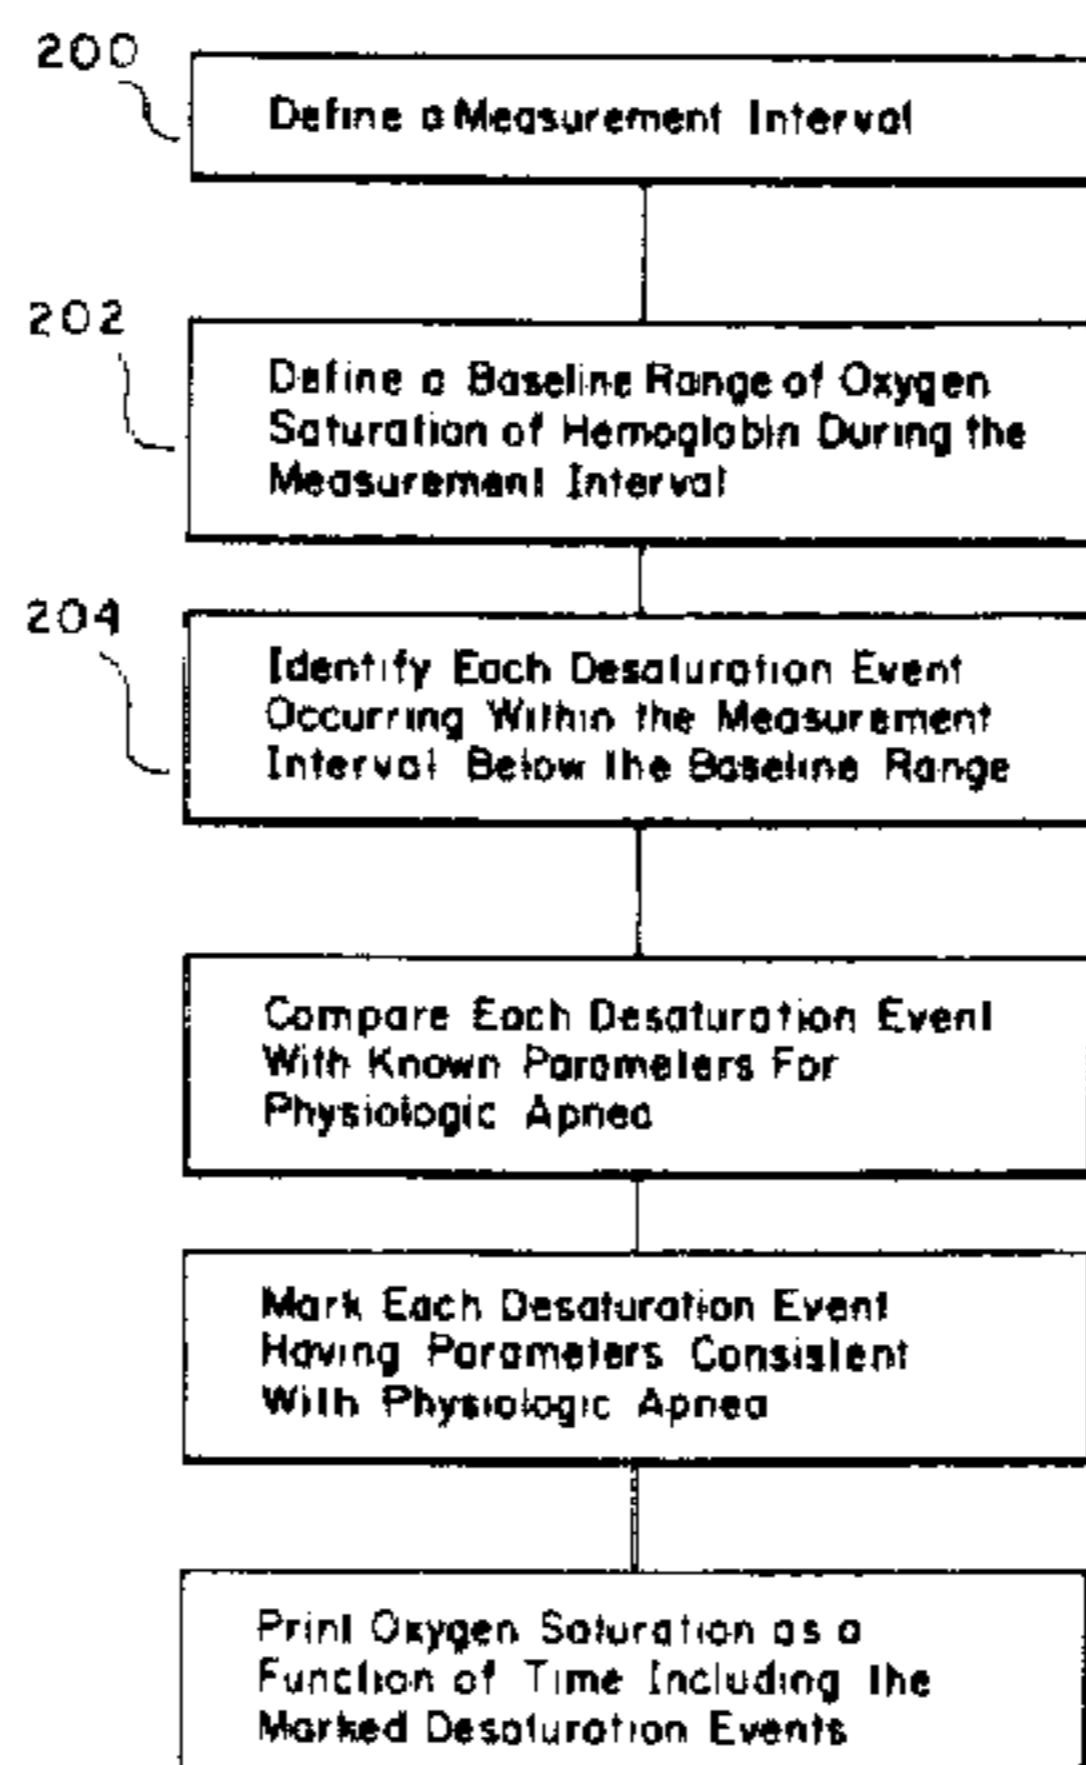 200
Define a Measurement Interval
202
Define a Baseline Range of Oxygen
Saturation of Hemoglobin During the
Measurement Interval
204
Identify Each Desaturation Event
Occurring Within the Measurement
Interval Below the Baseline Range
Compare Each Desaturation Event
With Known Parameters For
Physiologic Apnea
Mark Each Desaturation Event
Having Parameters Consistent
With Physiologic Apnea
Print Oxygen Saturation as a
Function of Time Including the
Marked Desaturation Events